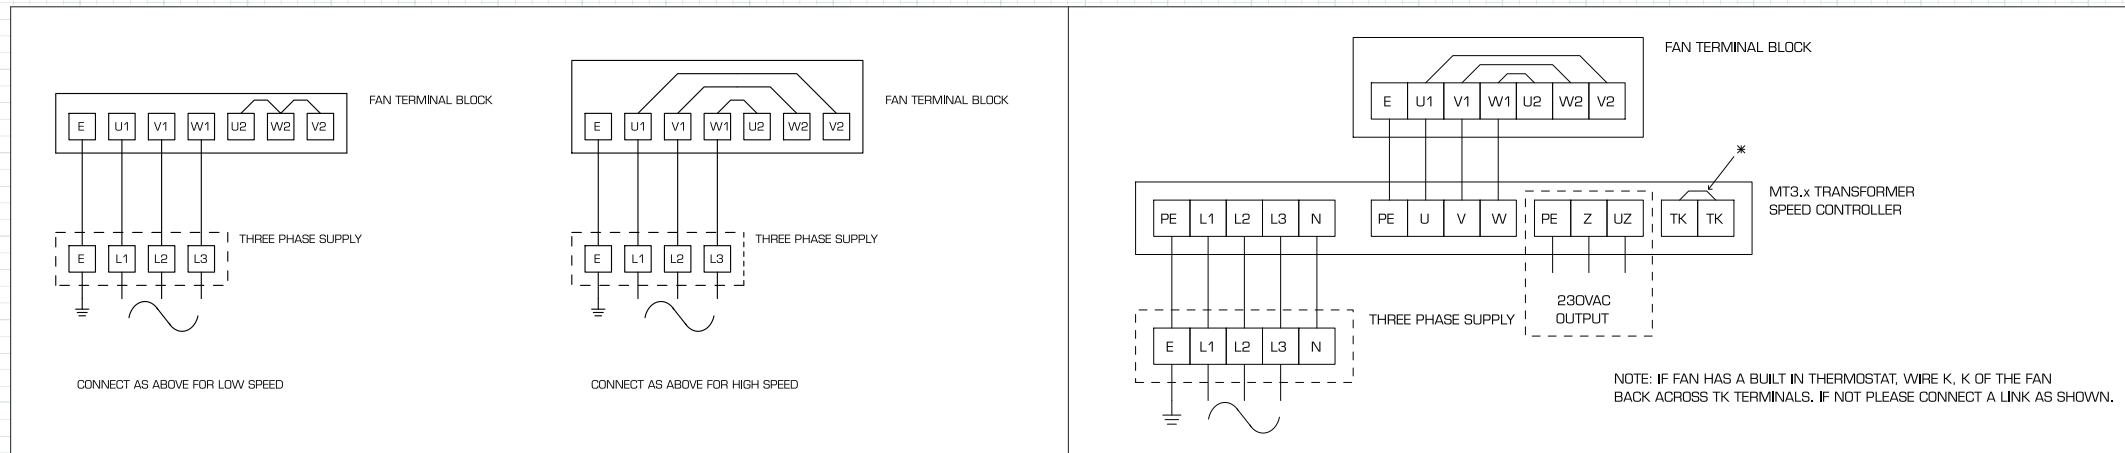 FAN TERMINAL BLOCK
E U1 V1 W1 U2 W2 V2
THREE PHASE SUPPLY
E L1 L2 L3
CONNECT AS ABOVE FOR LOW SPEED
FAN TERMINAL BLOCK
E U1 V1 W1 U2 W2 V2
THREE PHASE SUPPLY
E L1 L2 L3
CONNECT AS ABOVE FOR HIGH SPEED
FAN TERMINAL BLOCK
E U1 V1 W1 U2 W2 V2
*
MT3.x TRANSFORMER
SPEED CONTROLLER
PE L1 L2 L3 N PE U V W PE Z UZ TK TK
230VAC
OUTPUT
THREE PHASE SUPPLY
E L1 L2 L3 N
NOTE: IF FAN HAS A BUILT IN THERMOSTAT, WIRE K, K OF THE FAN
BACK ACROSS TK TERMINALS. IF NOT PLEASE CONNECT A LINK AS SHOWN.